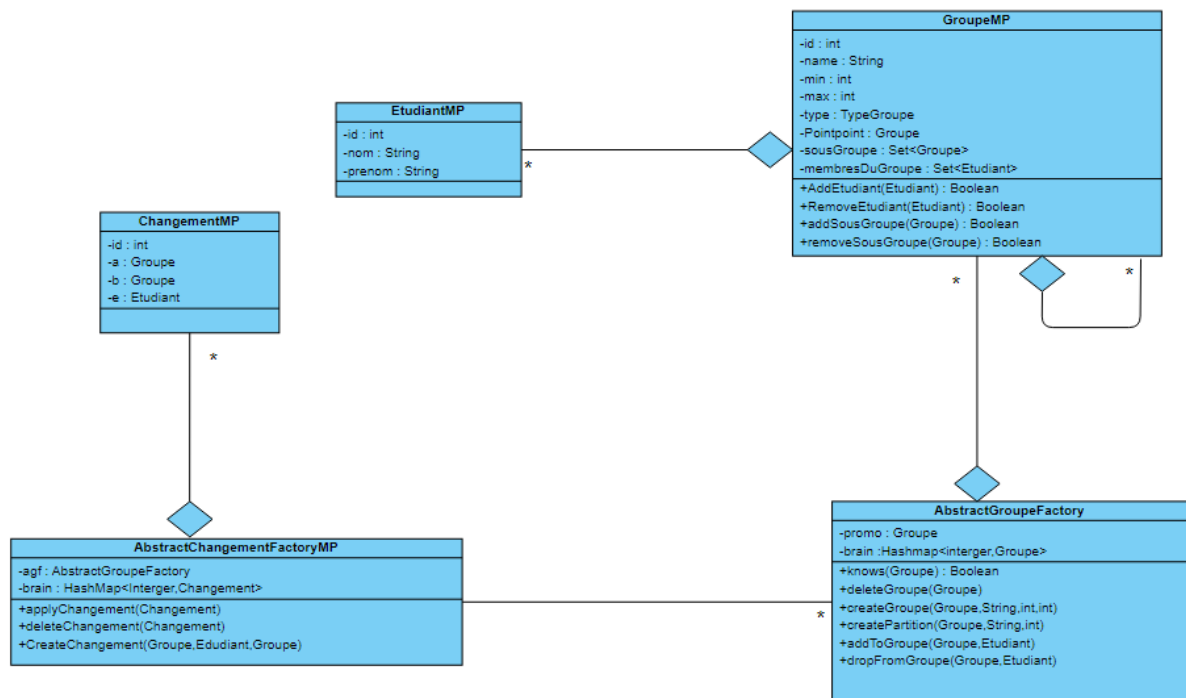 GroupeMP
-id : int
-name : String
-min : int
-max : int
-type : TypeGroupe
-Pointpoint : Groupe
-sousGroupe : Set<Groupe>
-membresDuGroupe : Set<Etudiant>
+AddEtudiant(Etudiant) : Boolean
+RemoveEtudiant(Etudiant) : Boolean
+addSousGroupe(Groupe) : Boolean
+removeSousGroupe(Groupe) : Boolean
EtudiantMP
-id : int
-nom : String
-prenom : String
*
ChangementMP
-id : int
-a : Groupe
-b : Groupe
-e : Etudiant
*
*
*
AbstractChangementFactoryMP
-agf : AbstractGroupeFactory
-brain : HashMap<Interger,Changement>
+applyChangement(Changement)
+deleteChangement(Changement)
+CreateChangement(Groupe,Edudiant,Groupe)
*
AbstractGroupeFactory
-promo : Groupe
-brain :Hashmap<interger,Groupe>
+knows(Groupe) : Boolean
+deleteGroupe(Groupe)
+createGroupe(Groupe,String,int,int)
+createPartition(Groupe,String,int)
+addToGroupe(Groupe,Etudiant)
+dropFromGroupe(Groupe,Etudiant)